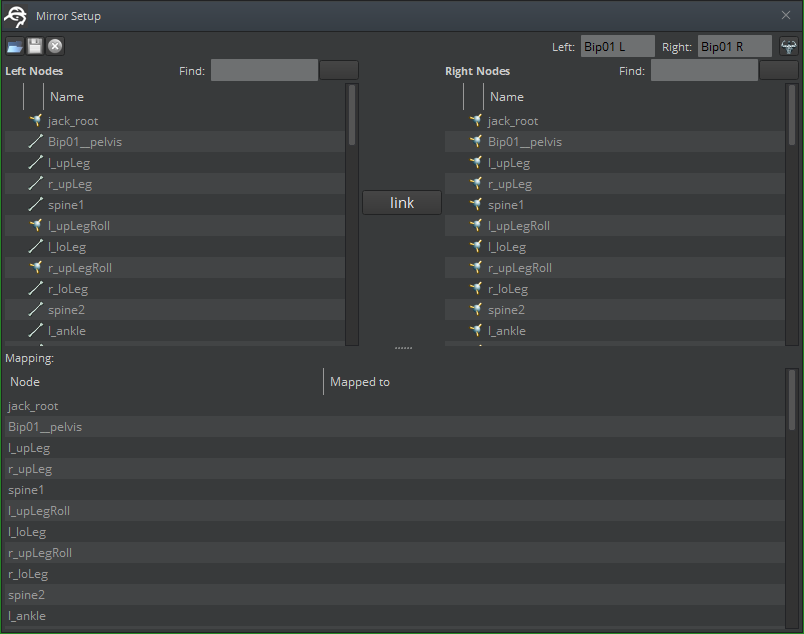 Mirror Setup
Left: Bip01 L Right: Bip01 R
Left Nodes Find: Right Nodes Find:
Name Name
jack_root jack_root
Bip01__pelvis Bip01__pelvis
l_upLeg l_upLeg
r_upLeg r_upLeg
spine1 link spine1
l_upLegRoll l_upLegRoll
l_loLeg l_loLeg
r_upLegRoll r_upLegRoll
r_loLeg r_loLeg
spine2 spine2
l_ankle l_ankle
Mapping:
Node Mapped to
jack_root
Bip01__pelvis
l_upLeg
r_upLeg
spine1
l_upLegRoll
l_loLeg
r_upLegRoll
r_loLeg
spine2
l_ankle